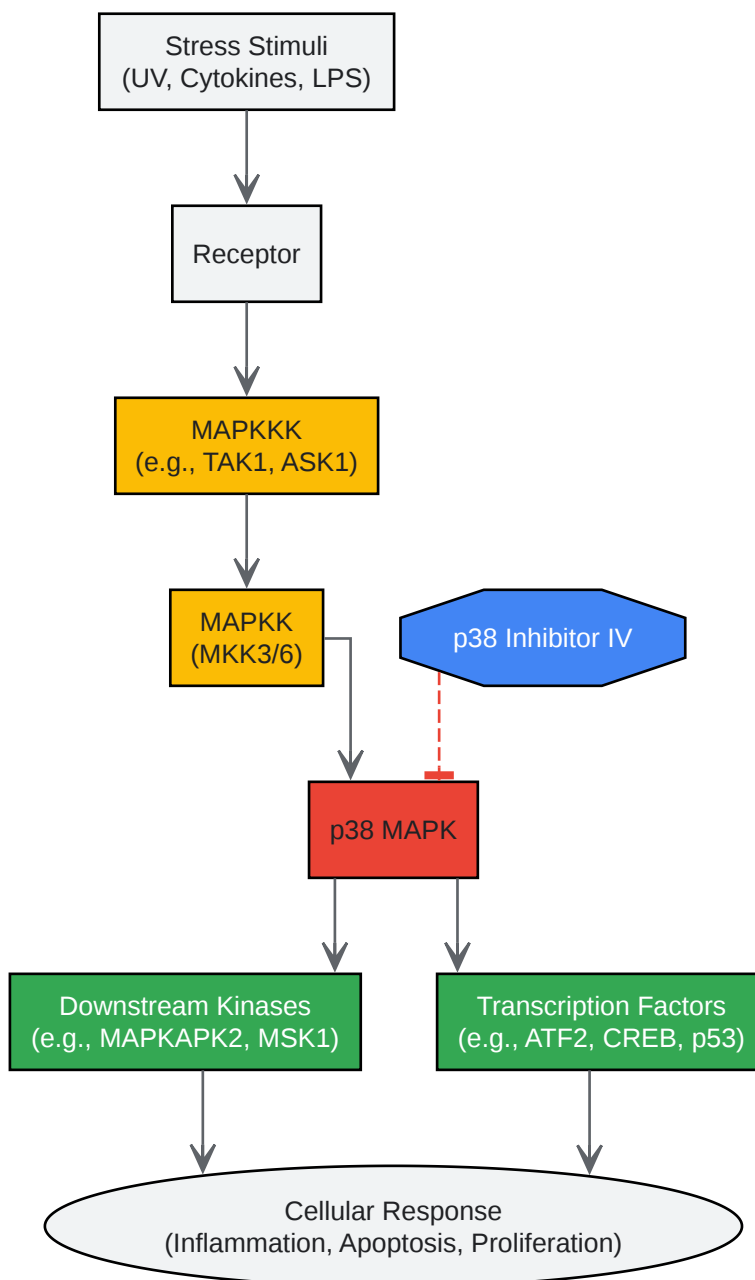 Stress Stimuli
(UV, Cytokines, LPS)
Receptor
MAPKKK
(e.g., TAK1, ASK1)
MAPKK
(MKK3/6)
p38 Inhibitor IV
p38 MAPK
Downstream Kinases
(e.g., MAPKAPK2, MSK1)
Transcription Factors
(e.g., ATF2, CREB, p53)
Cellular Response
(Inflammation, Apoptosis, Proliferation)